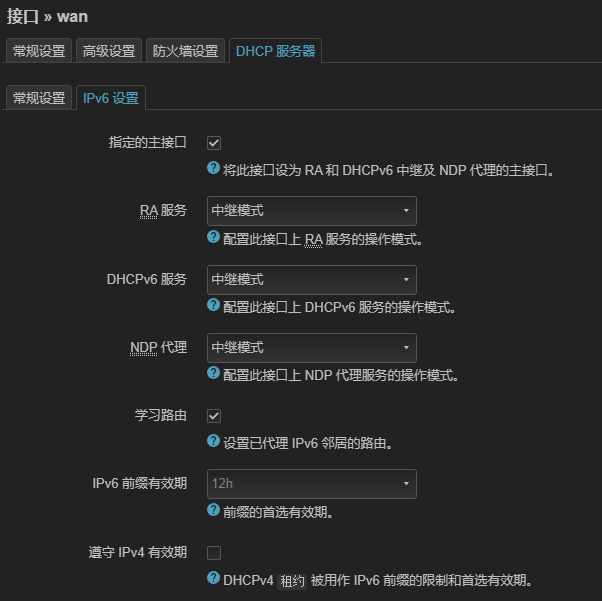 接口 » wan
常规设置 高级设置 防火墙设置 DHCP 服务器
常规设置 IPv6 设置
指定的主接口
将此接口设为 RA 和 DHCPv6 中继及 NDP 代理的主接口。
RA 服务 中继模式
配置此接口上 RA 服务的操作模式。
DHCPv6 服务 中继模式
配置此接口上 DHCPv6 服务的操作模式。
NDP 代理 中继模式
配置此接口上 NDP 代理服务的操作模式。
学习路由
设置已代理 IPv6 邻居的路由。
IPv6 前缀有效期 12h
前缀的首选有效期。
遵守 IPv4 有效期
DHCPv4 租约 被用作 IPv6 前缀的限制和首选有效期。